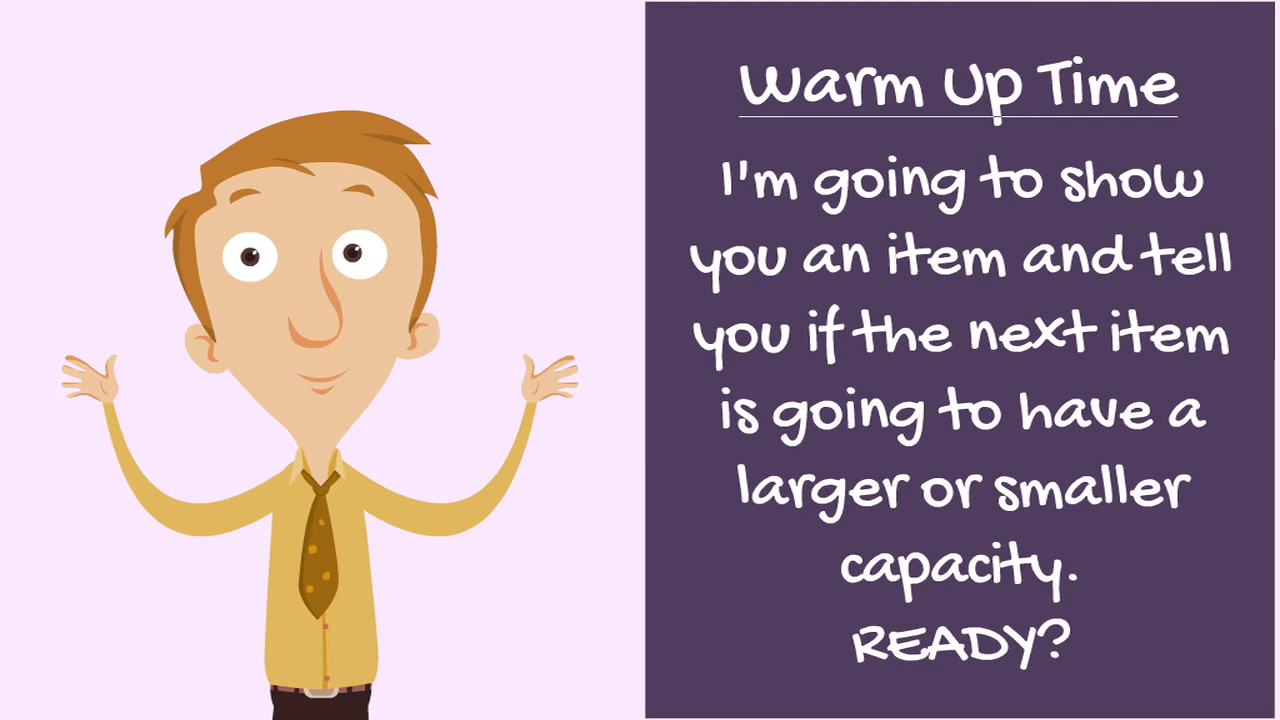 Warm Up Time
I'm going to show
you an item and tell
you if the next item
is going to have a
larger or smaller
capacity.
READY?